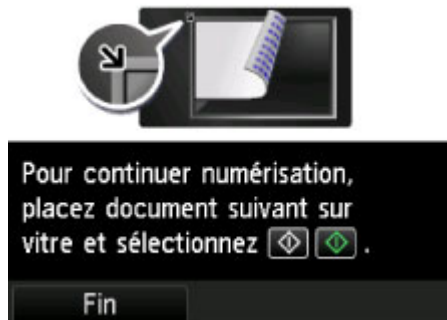 Pour continuer numérisation,
placez document suivant sur
vitre et sélectionnez .
Fin